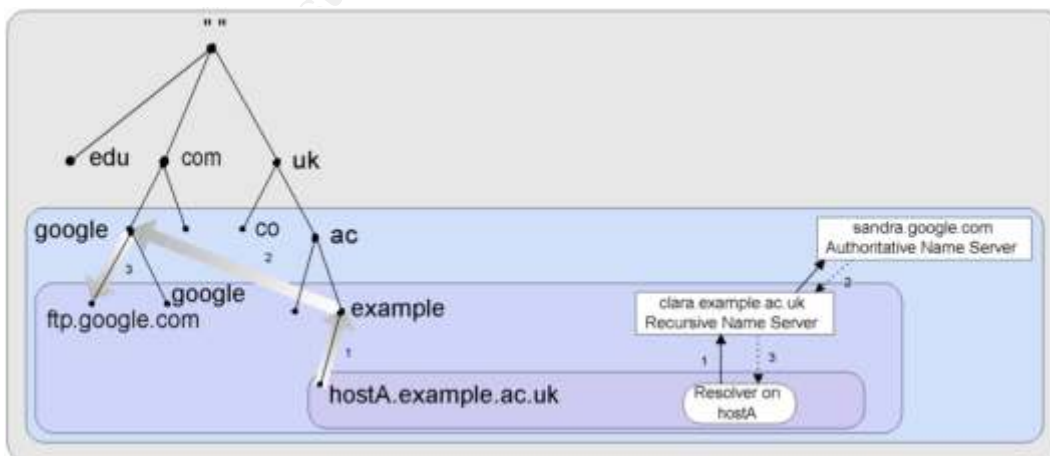 " "
edu
com
uk
google
co
ac
sandra.google.com
Authoritative Name Server
2
3
2
google
ftp.google.com
example
clara.example.ac.uk
Recursive Name Server
1
1
3
hostA.example.ac.uk
Resolver on
hostA